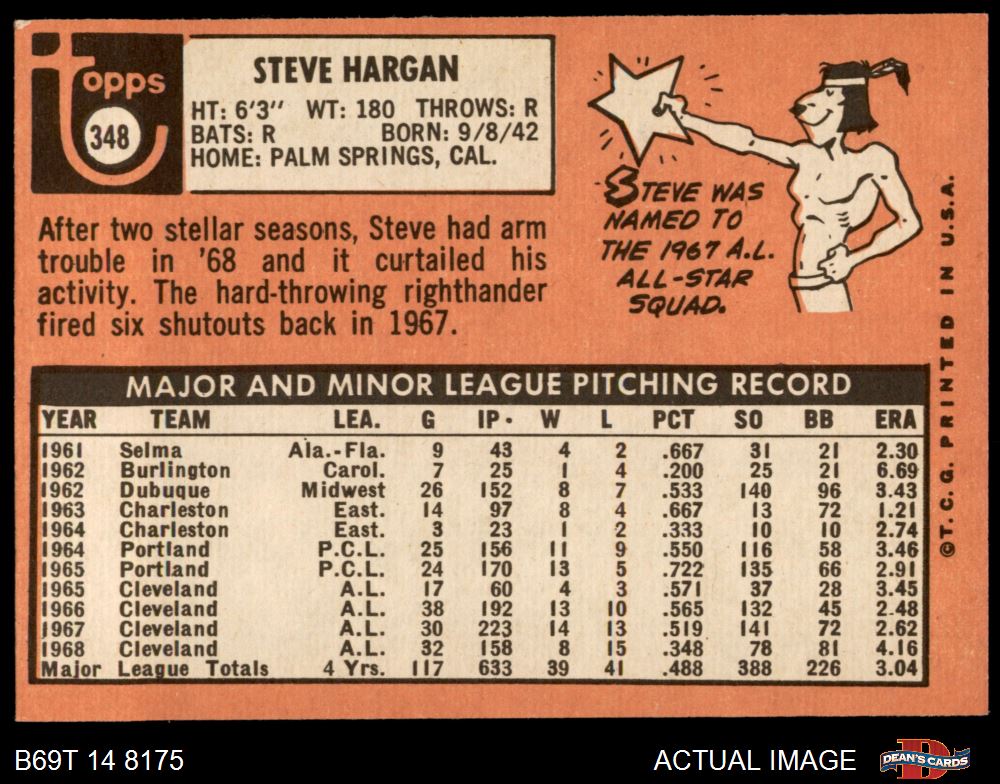 Topps
348
STEVE HARGAN
HT: 6'3" WT: 180 THROWS: R
BATS: R BORN: 9/8/42
HOME: PALM SPRINGS, CAL.
After two stellar seasons, Steve had arm
trouble in '68 and it curtailed his
activity. The hard-throwing righthander
fired six shutouts back in 1967.
STEVE WAS
NAMED TO
THE 1967 A.L.
ALL-STAR
SQUAD.
MAJOR AND MINOR LEAGUE PITCHING RECORD
YEAR TEAM LEA. G IP. W L PCT SO BB ERA
1961 Selma Ala.-Fla. 9 43 4 2 .667 31 21 2.30
1962 Burlington Carol. 7 25 1 4 .200 25 21 6.69
1962 Dubuque Midwest 26 152 8 7 .533 140 96 3.43
1963 Charleston East. 14 97 8 4 .667 13 72 1.21
1964 Charleston East. 3 23 1 2 .333 10 10 2.74
1964 Portland P.C.L. 25 156 11 9 .550 116 58 3.46
1965 Portland P.C.L. 24 170 13 5 .722 135 66 2.91
1965 Cleveland A.L. 17 60 4 3 .571 37 28 3.45
1966 Cleveland A.L. 38 192 13 10 .565 132 45 2.48
1967 Cleveland A.L. 30 223 14 13 .519 141 72 2.62
1968 Cleveland A.L. 32 158 8 15 .348 78 81 4.16
Major League Totals 4 Yrs. 117 633 39 41 .488 388 226 3.04
©T.C.G. PRINTED IN U.S.A.
B69T 14 8175
ACTUAL IMAGE
D
DEAN'S CARDS